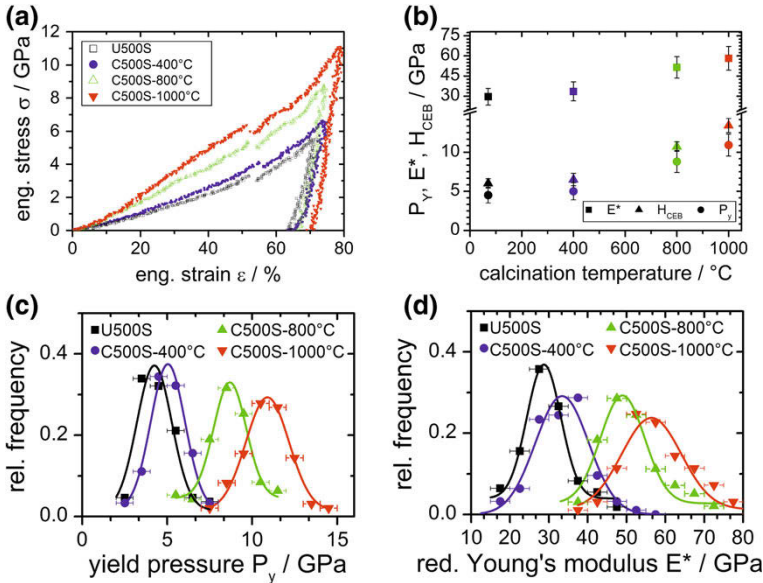 (a)
eng. stress σ / GPa
12
10
8
6
4
2
0
U500S
C500S-400°C
C500S-800°C
C500S-1000°C
0 20 40 60 80
eng. strain ε / %
(b)
P_Y, E*, H_CEB / GPa
75
60
45
30
10
5
0
E* H_CEB P_y
0 200 400 600 800 1000
calcination temperature / °C
(c)
rel. frequency
0.4
0.2
0.0
U500S C500S-800°C
C500S-400°C C500S-1000°C
0 5 10 15
yield pressure P_y / GPa
(d)
rel. frequency
0.4
0.2
0.0
U500S C500S-800°C
C500S-400°C C500S-1000°C
10 20 30 40 50 60 70 80
red. Young's modulus E* / GPa